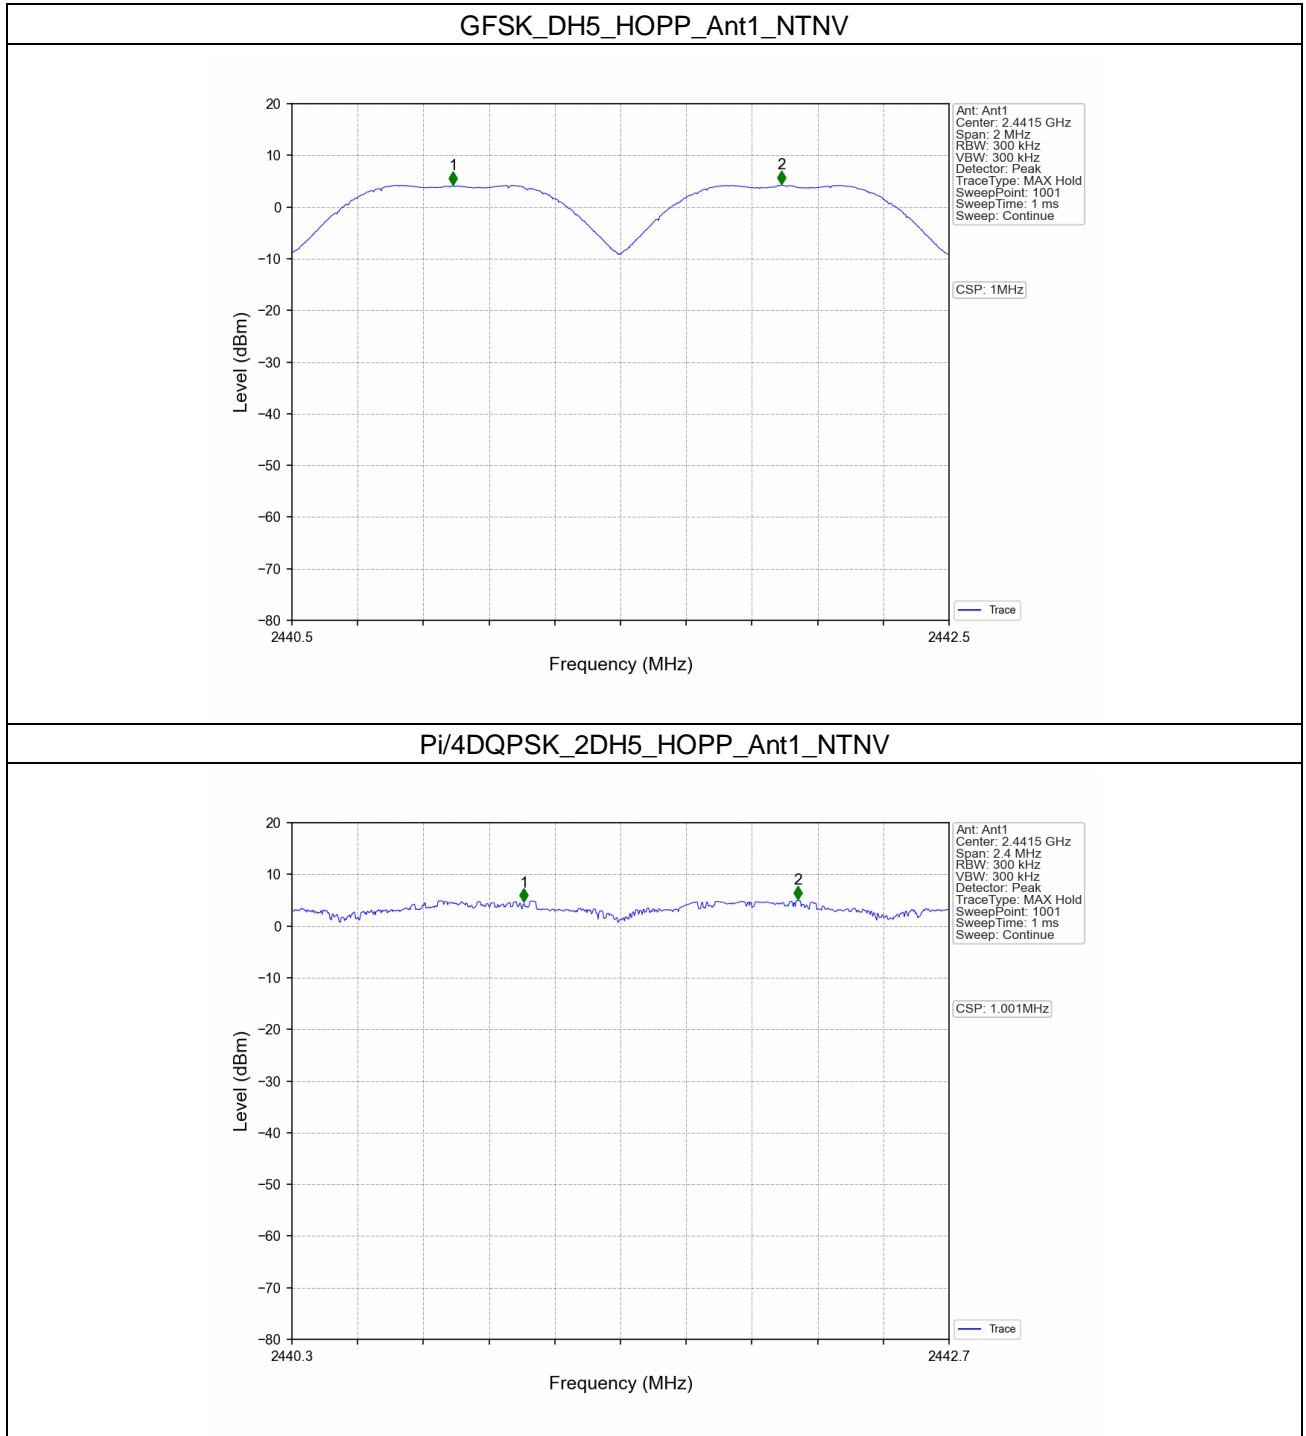 GFSK_DH5_HOPP_Ant1_NTNV
20
10
0
−10
−20
−30
−40
−50
−60
−70
−80
Level (dBm)
1
2
2440.5
2442.5
Frequency (MHz)
Ant: Ant1
Center: 2.4415 GHz
Span: 2 MHz
RBW: 300 kHz
VBW: 300 kHz
Detector: Peak
TraceType: MAX Hold
SweepPoint: 1001
SweepTime: 1 ms
Sweep: Continue
CSP: 1MHz
Trace
Pi/4DQPSK_2DH5_HOPP_Ant1_NTNV
20
10
0
−10
−20
−30
−40
−50
−60
−70
−80
Level (dBm)
1
2
2440.3
2442.7
Frequency (MHz)
Ant: Ant1
Center: 2.4415 GHz
Span: 2.4 MHz
RBW: 300 kHz
VBW: 300 kHz
Detector: Peak
TraceType: MAX Hold
SweepPoint: 1001
SweepTime: 1 ms
Sweep: Continue
CSP: 1.001MHz
Trace